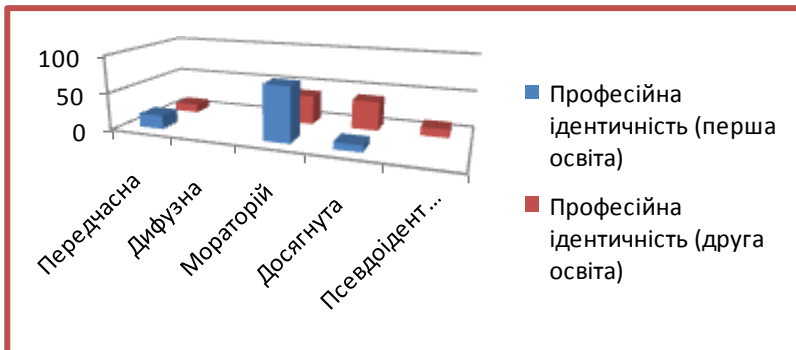 100
50
0
Передчасна
Дифузна
Мораторій
Досягнута
Псевдоідент...
Професійна
ідентичність (перша
освіта)
Професійна
ідентичність (друга
освіта)